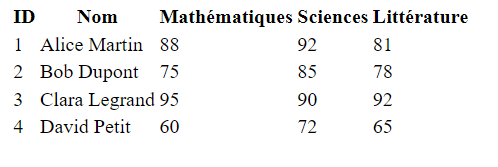 ID Nom Mathématiques Sciences Littérature
1 Alice Martin 88 92 81
2 Bob Dupont 75 85 78
3 Clara Legrand 95 90 92
4 David Petit 60 72 65